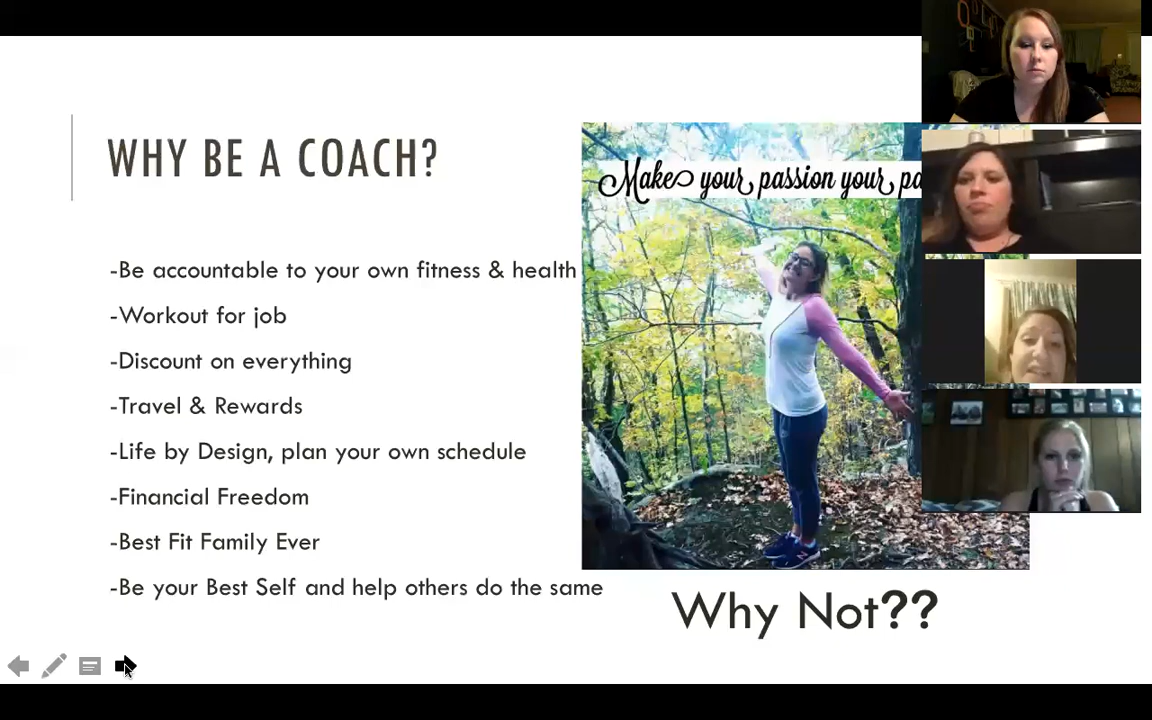 WHY BE A COACH?
Make your passion your
-Be accountable to your own fitness & health
-Workout for job
-Discount on everything
-Travel & Rewards
-Life by Design, plan your own schedule
-Financial Freedom
-Best Fit Family Ever
-Be your Best Self and help others do the same
Why Not??